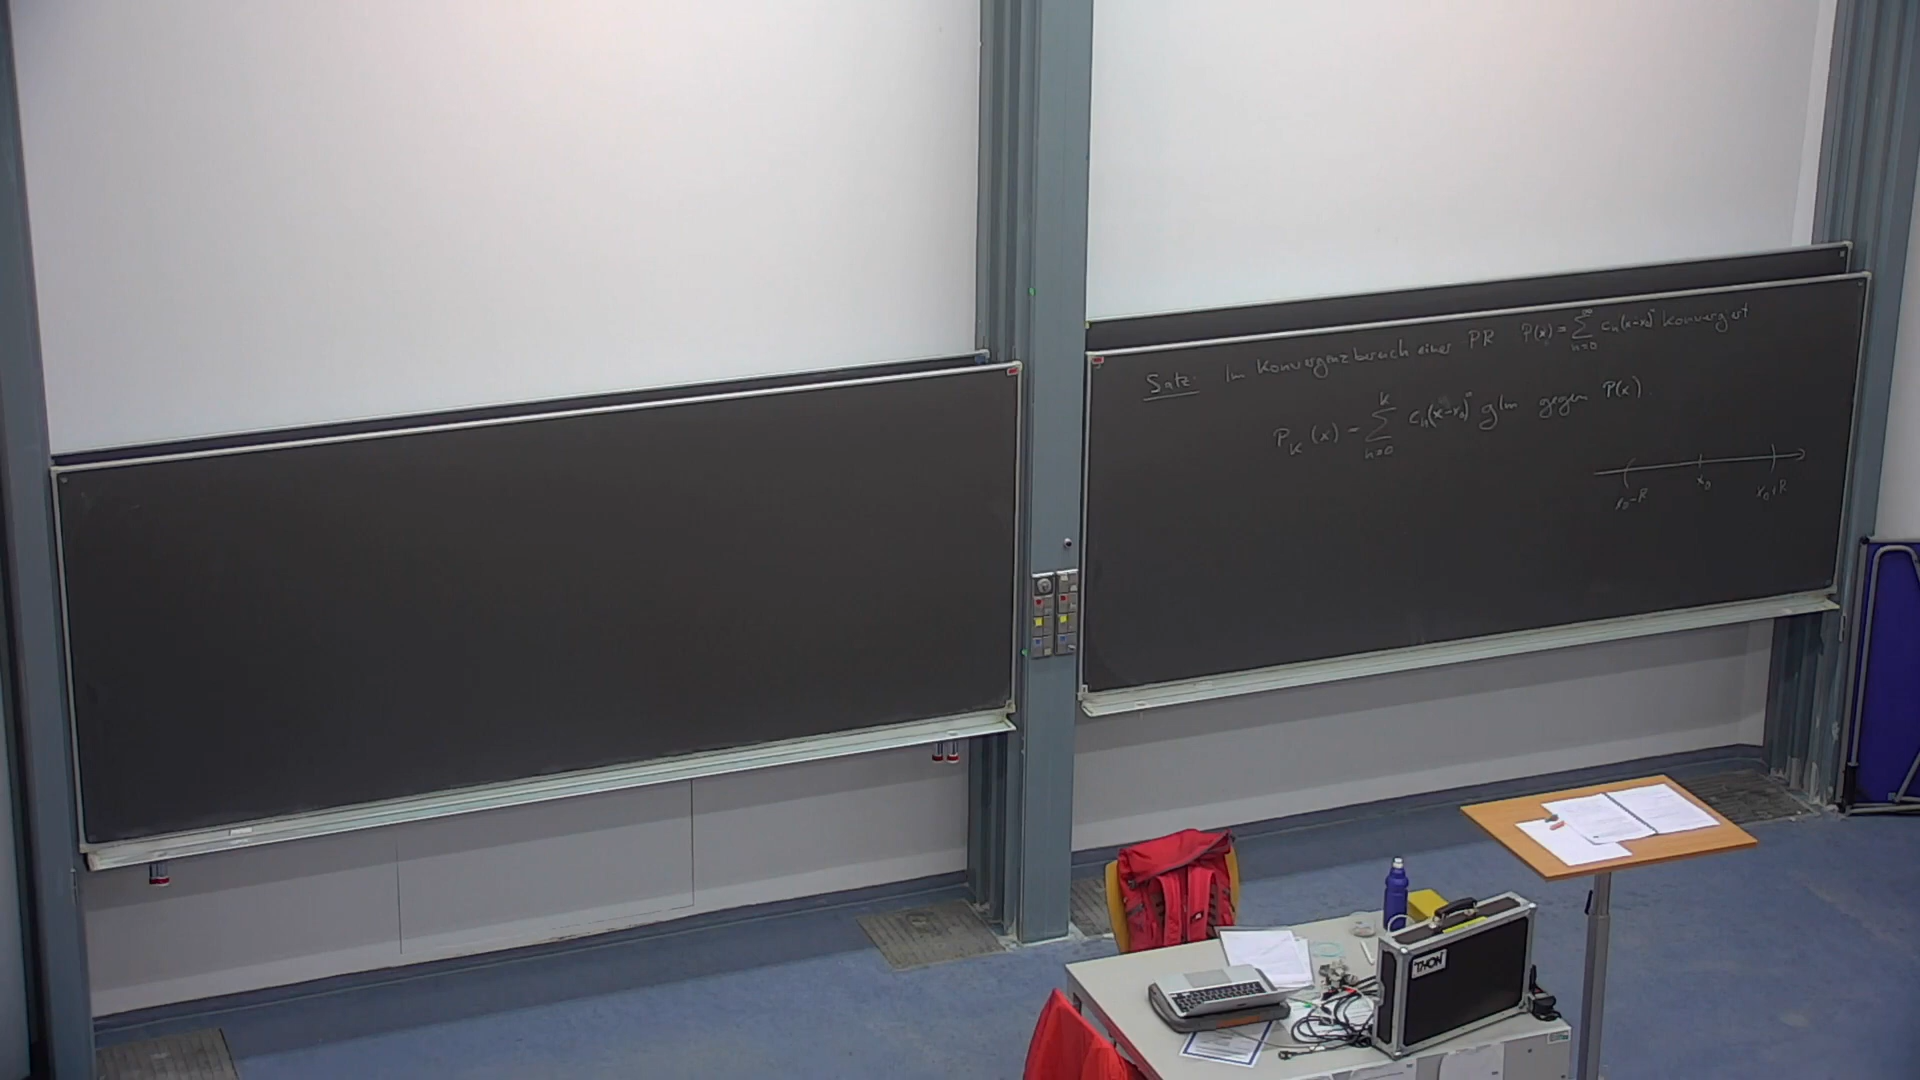 Satz: Im Konvergenzbereich einer PR P(x) = ∑_{n=0}^{∞} c_n(x-x_0)^n konvergiert
P_K(x) = ∑_{n=0}^{K} c_n(x-x_0)^n glm gegen P(x).
x_0-R x_0 x_0+R
THON